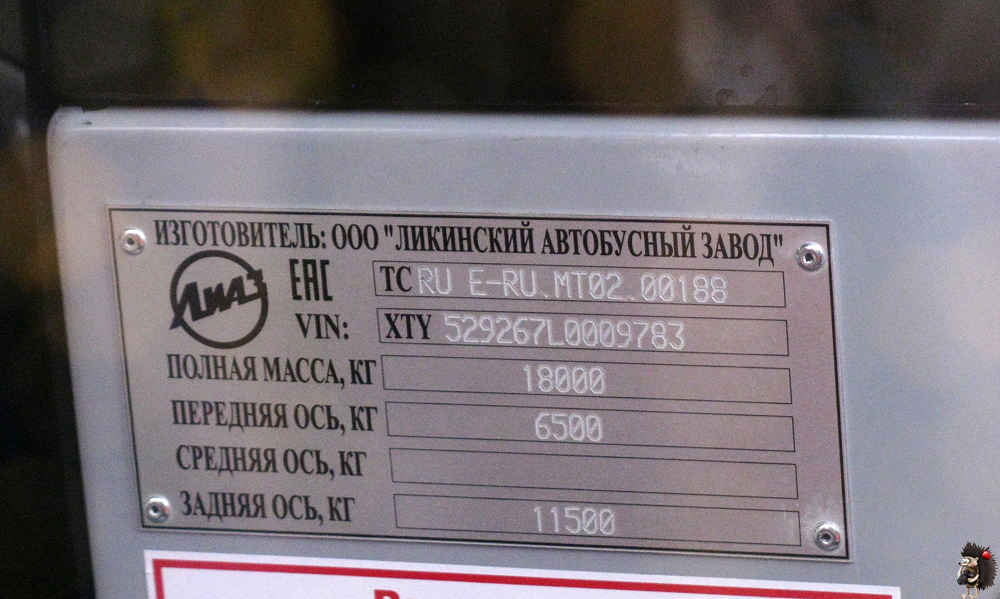 ИЗГОТОВИТЕЛЬ: ООО "ЛИКИНСКИЙ АВТОБУСНЫЙ ЗАВОД"
ЛИАЗ ЕАС ТС RU E-RU.MT02.00188
VIN: XTY 529267L0009783
ПОЛНАЯ МАССА, КГ 18000
ПЕРЕДНЯЯ ОСЬ, КГ 6500
СРЕДНЯЯ ОСЬ, КГ
ЗАДНЯЯ ОСЬ, КГ 11500